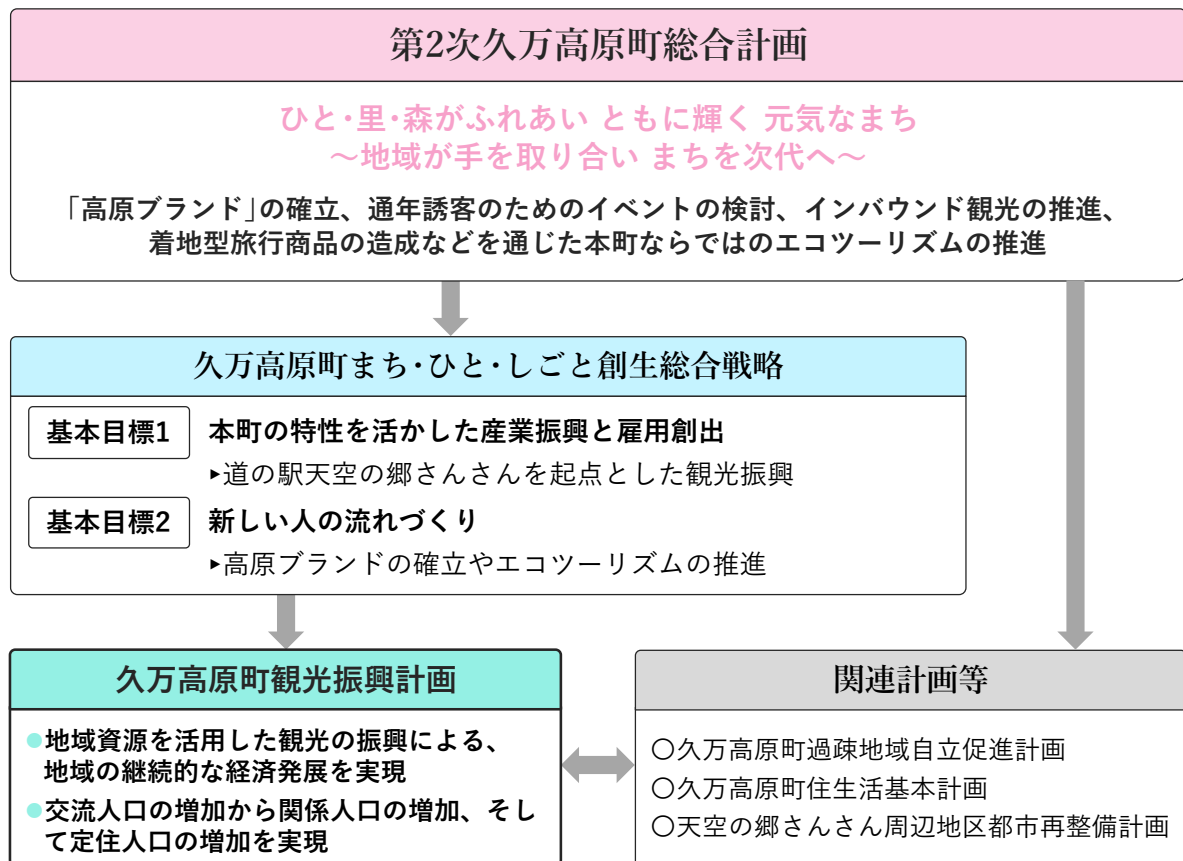 第2次久万高原町総合計画
ひと・里・森がふれあい ともに輝く 元気なまち
～地域が手を取り合い まちを次代へ～
「高原ブランド」の確立、通年誘客のためのイベントの検討、インバウンド観光の推進、
着地型旅行商品の造成などを通じた本町ならではのエコツーリズムの推進
久万高原町まち・ひと・しごと創生総合戦略
基本目標1 本町の特性を活かした産業振興と雇用創出
▸道の駅天空の郷さんさんを起点とした観光振興
基本目標2 新しい人の流れづくり
▸高原ブランドの確立やエコツーリズムの推進
久万高原町観光振興計画
●地域資源を活用した観光の振興による、
地域の継続的な経済発展を実現
●交流人口の増加から関係人口の増加、そし
て定住人口の増加を実現
関連計画等
〇久万高原町過疎地域自立促進計画
〇久万高原町住生活基本計画
〇天空の郷さんさん周辺地区都市再整備計画